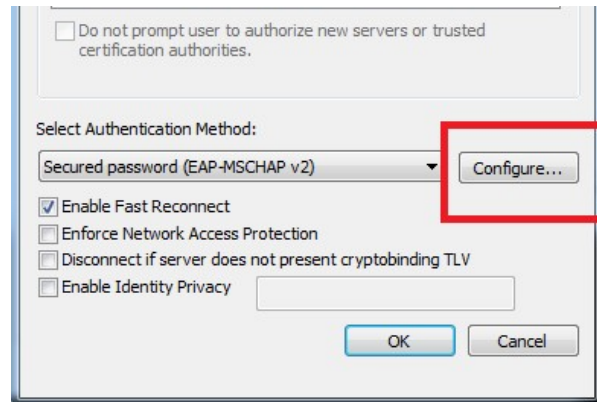 Do not prompt user to authorize new servers or trusted
certification authorities.
Select Authentication Method:
Secured password (EAP-MSCHAP v2)
Configure...
Enable Fast Reconnect
Enforce Network Access Protection
Disconnect if server does not present cryptobinding TLV
Enable Identity Privacy
OK
Cancel